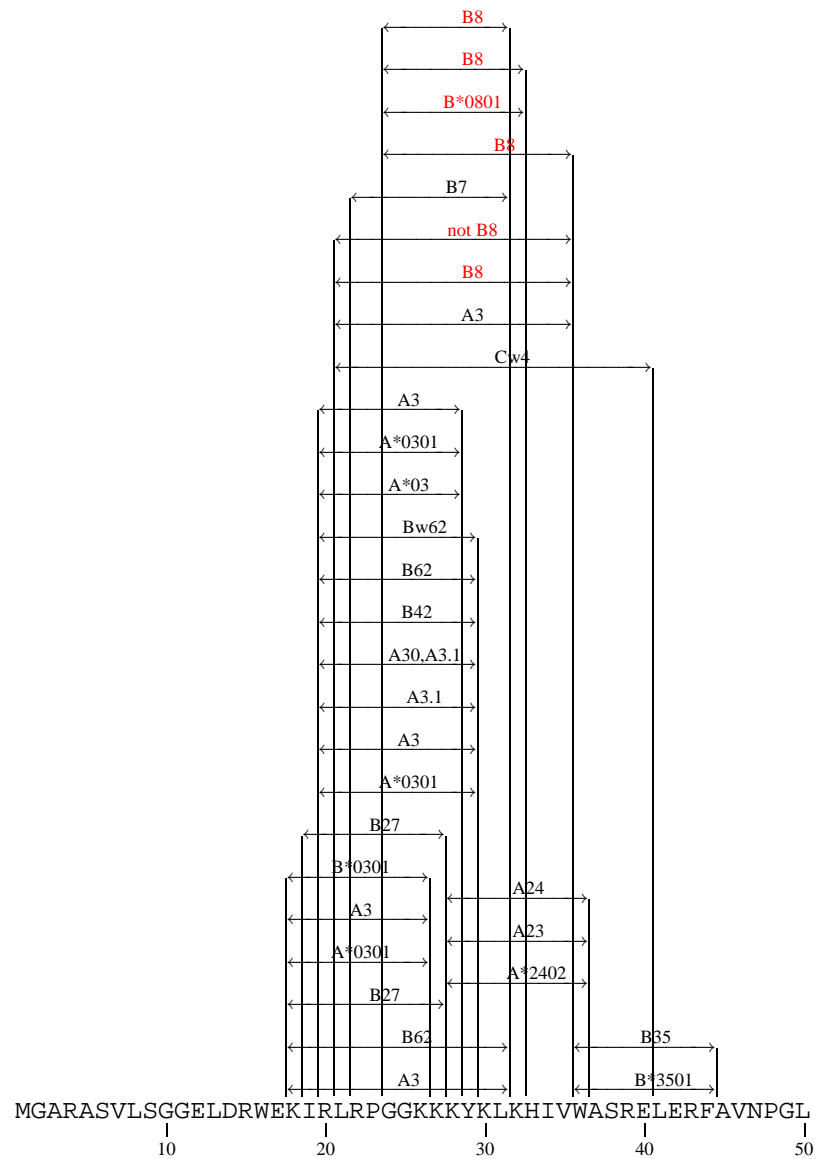 B8
B8
B*0801
B8
B7
not B8
B8
A3
Cw4
A3
A*0301
A*03
Bw62
B62
B42
A30,A3.1
A3.1
A3
A*0301
B27
B*0301
A24
A3
A23
A*0301
A*2402
B27
B62 B35
A3 B*3501
MGARASVLSGGELDRWEKIRLRPGGKKKYKLKHIVWASRELERFAVNPGL
10 20 30 40 50